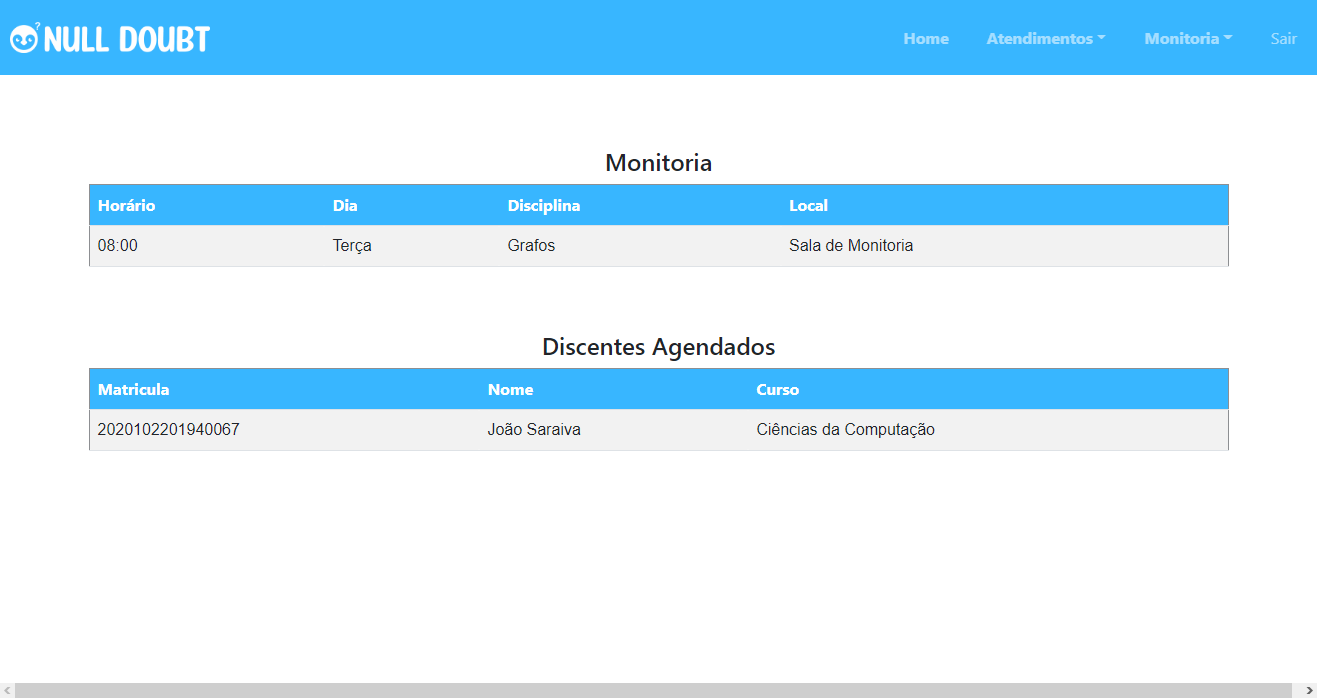 ? NULL DOUBT Home Atendimentos Monitoria Sair
Monitoria
Horário Dia Disciplina Local
08:00 Terça Grafos Sala de Monitoria
Discentes Agendados
Matricula Nome Curso
2020102201940067 João Saraiva Ciências da Computação